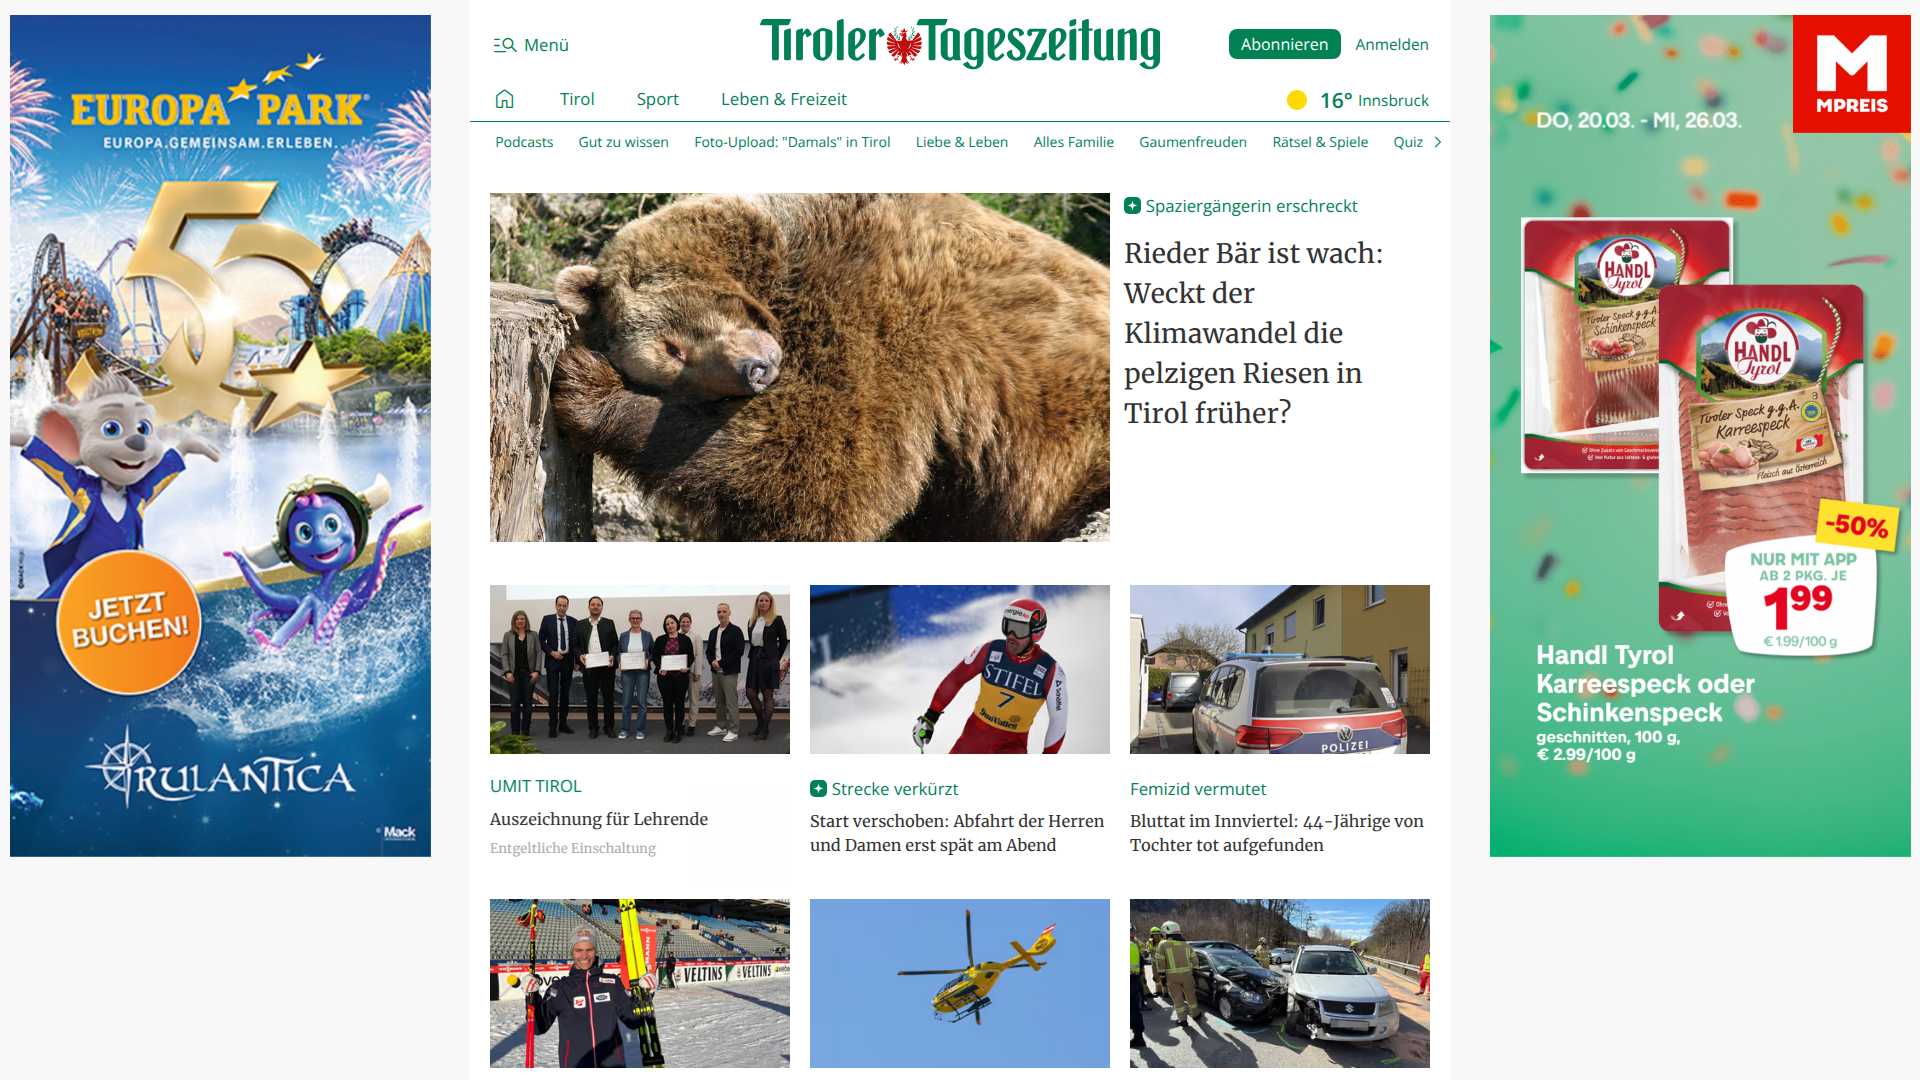 EUROPA PARK
EUROPA.GEMEINSAM.ERLEBEN.
50
JETZT
BUCHEN!
RULANTICA
Mack
Menü
Tiroler Tageszeitung
Abonnieren
Anmelden
Tirol
Sport
Leben & Freizeit
16° Innsbruck
Podcasts
Gut zu wissen
Foto-Upload: "Damals" in Tirol
Liebe & Leben
Alles Familie
Gaumenfreuden
Rätsel & Spiele
Quiz
Spaziergängerin erschreckt
Rieder Bär ist wach:
Weckt der
Klimawandel die
pelzigen Riesen in
Tirol früher?
STIFEL
7
Sun Valley
POLIZEI
UMIT TIROL
Auszeichnung für Lehrende
Entgeltliche Einschaltung
Strecke verkürzt
Start verschoben: Abfahrt der Herren
und Damen erst spät am Abend
Femizid vermutet
Bluttat im Innviertel: 44-Jährige von
Tochter tot aufgefunden
VELTINS
VELTINS
M
MPREIS
DO, 20.03. - MI, 26.03.
HANDL
Tyrol
Tiroler Speck g.g.A.
Schinkenspeck
HANDL
Tyrol
Tiroler Speck g.g.A.
Karreespeck
Fleisch aus Österreich
-50%
NUR MIT APP
AB 2 PKG. JE
199
€ 1.99/100 g
Handl Tyrol
Karreespeck oder
Schinkenspeck
geschnitten, 100 g,
€ 2.99/100 g